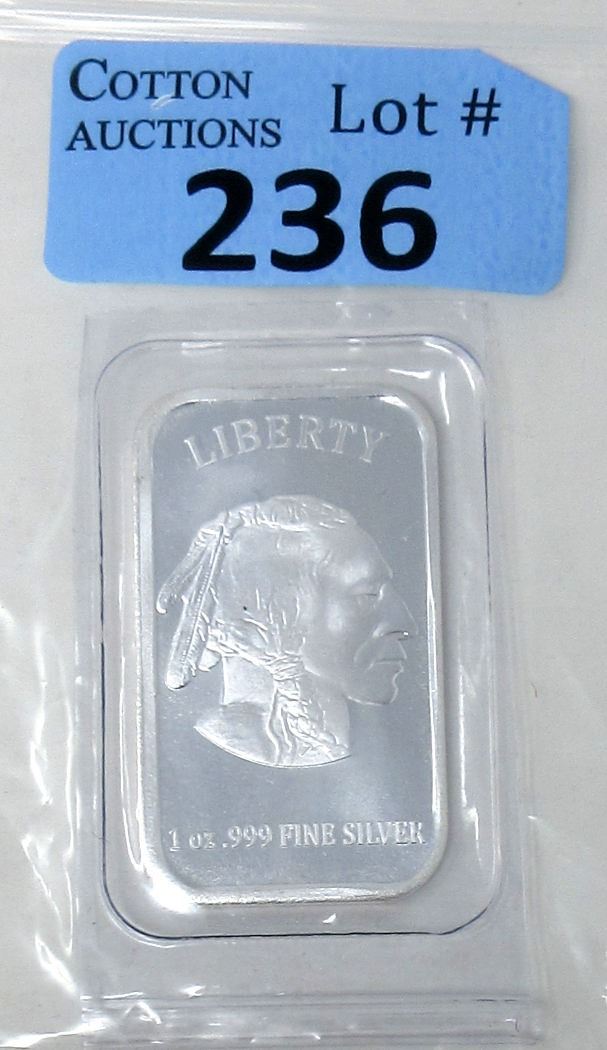 COTTON AUCTIONS
Lot #
236
LIBERTY
1 oz .999 FINE SILVER